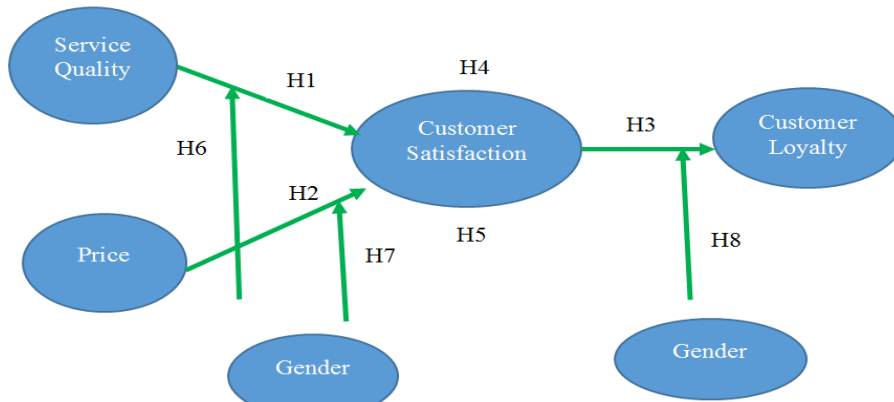 Service
Quality
H1
H4
Customer
Satisfaction
H3
Customer
Loyalty
H6
H2
Price
H7
H5
H8
Gender
Gender